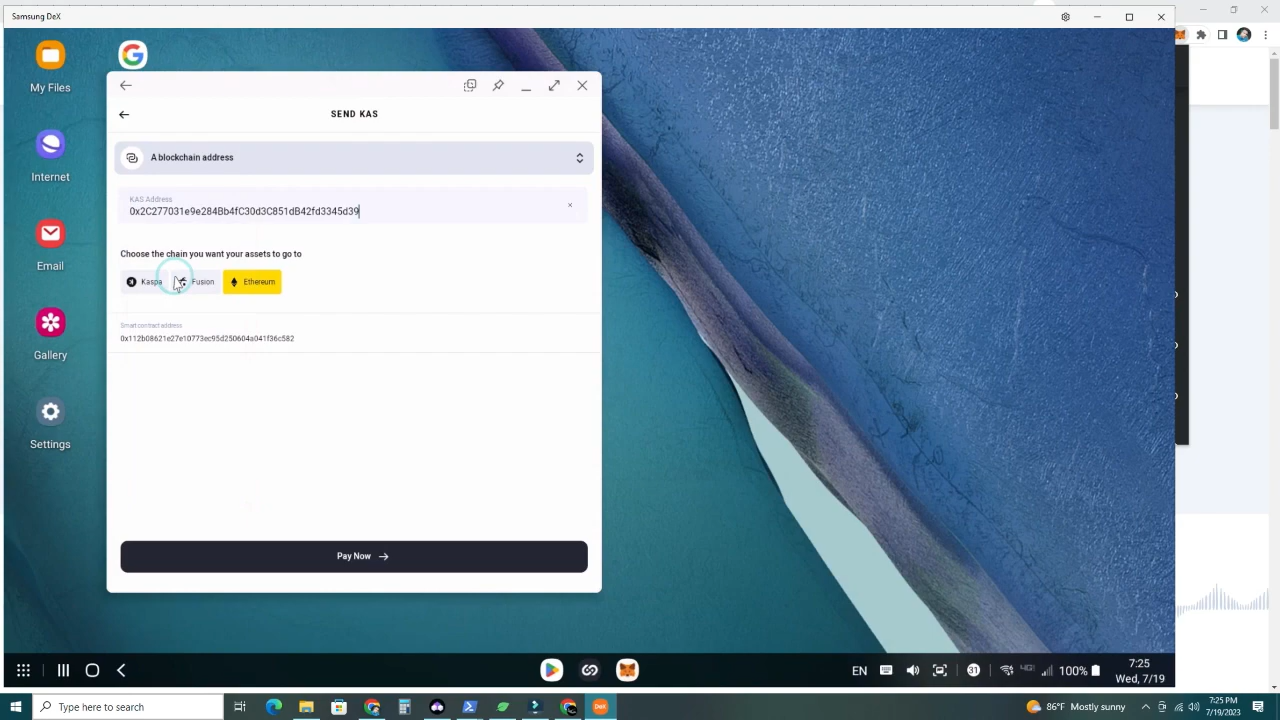 Samsung DeX
My Files
Internet
Email
Gallery
Settings
SEND KAS
A blockchain address
KAS Address
0x2C277031e9e284Bb4fC30d3C851dB42fd3345d39
Choose the chain you want your assets to go to
Kaspa
Fusion
Ethereum
Smart contract address
0x112b08621e27e10773ec95d250604a041f36c582
Pay Now
EN
31
100%
7:25
Wed, 7/19
Type here to search
DeX
86°F Mostly sunny
7:25 PM
7/19/2023